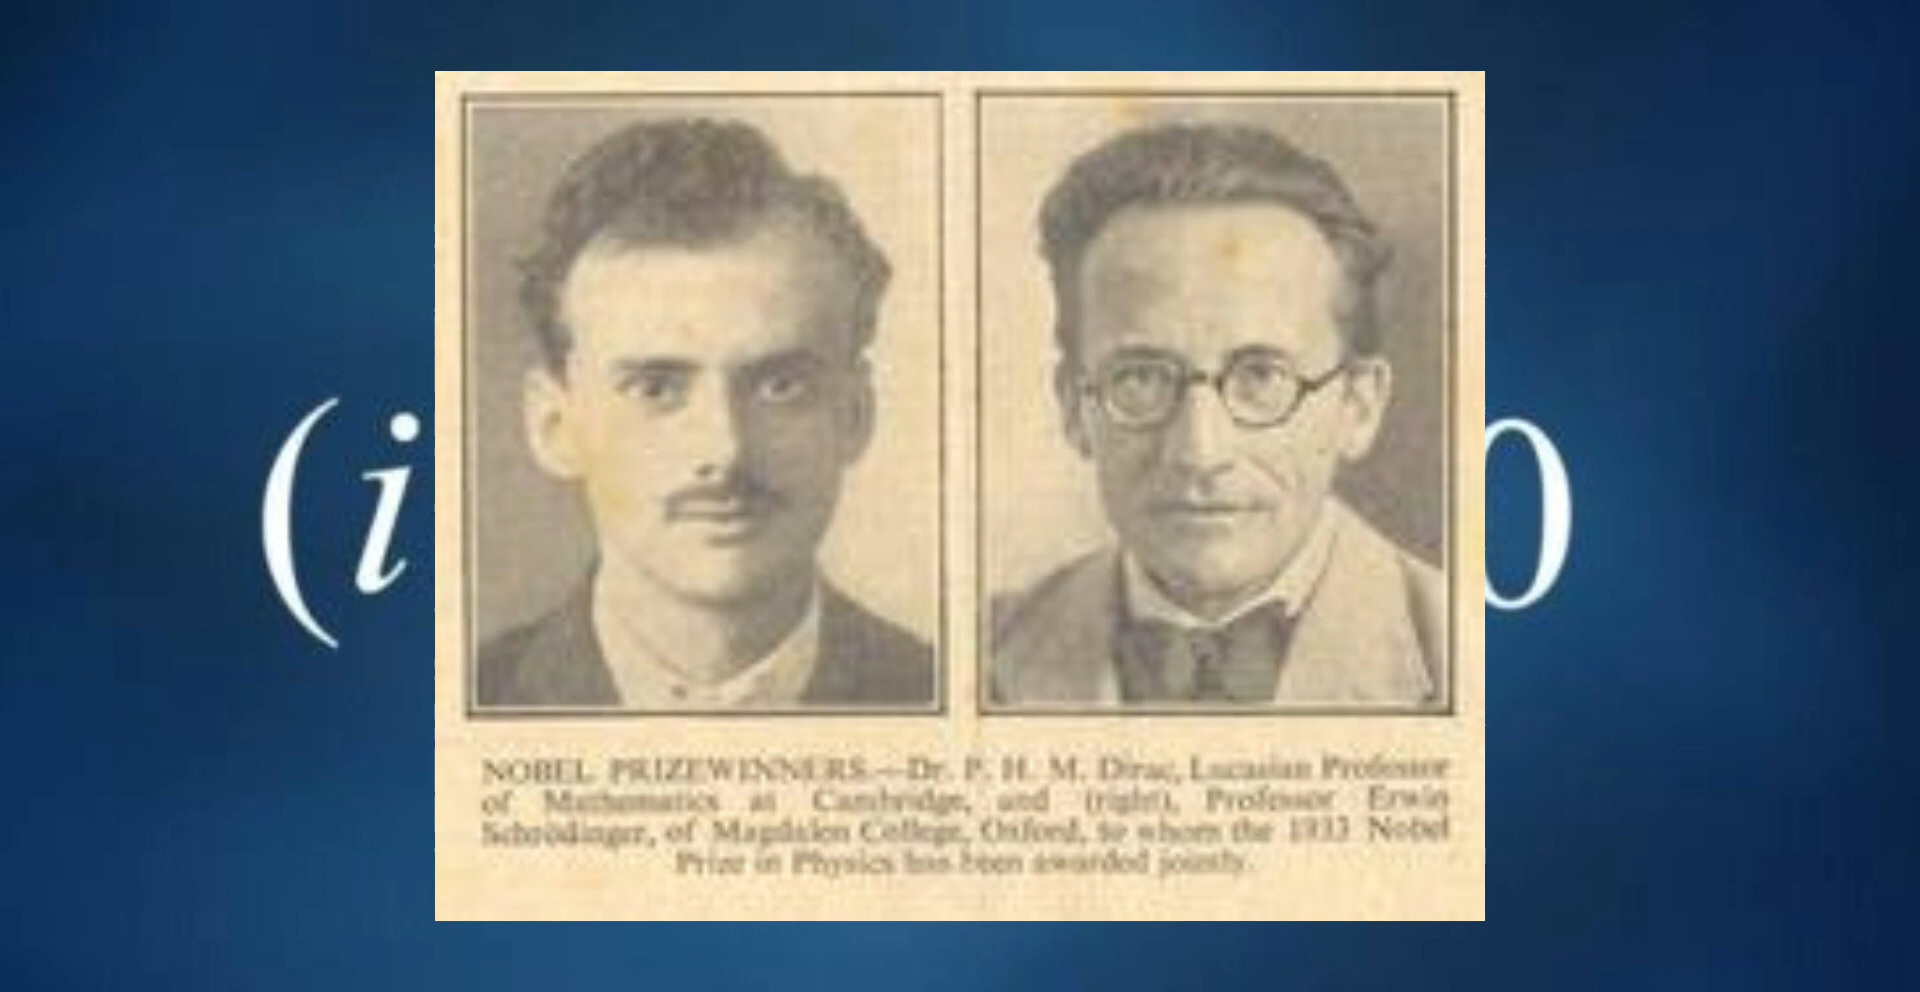 (i
0
NOBEL PRIZEWINNERS.—Dr. P. H. M. Dirac, Lucasian Professor
of Mathematics at Cambridge, and (right), Professor Erwin
Schrödinger, of Magdalen College, Oxford, to whom the 1933 Nobel
Prize in Physics has been awarded jointly.